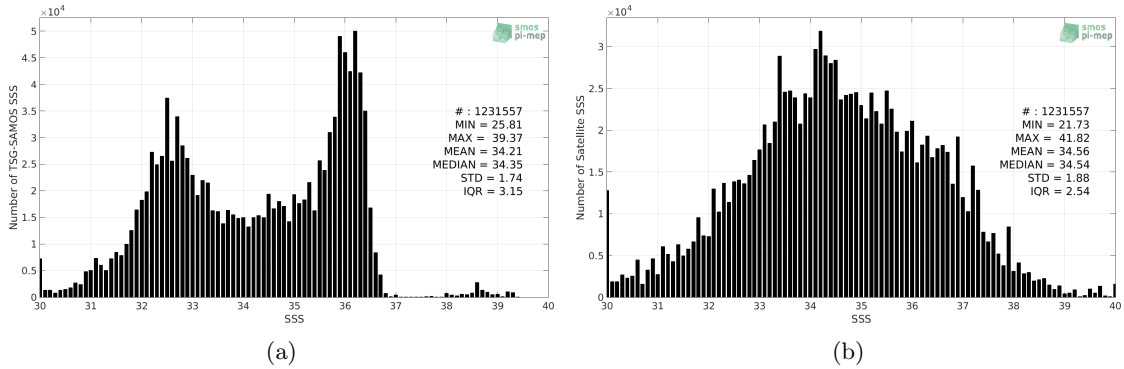 ×10⁴
5
4.5
4
3.5
3
2.5
2
1.5
1
0.5
0
30 31 32 33 34 35 36 37 38 39 40
SSS
Number of TSG-SAMOS SSS
smos
pi-mep
# : 1231557
MIN = 25.81
MAX = 39.37
MEAN = 34.21
MEDIAN = 34.35
STD = 1.74
IQR = 3.15
(a)
×10⁴
3
2.5
2
1.5
1
0.5
0
30 31 32 33 34 35 36 37 38 39 40
SSS
Number of Satellite SSS
smos
pi-mep
# : 1231557
MIN = 21.73
MAX = 41.82
MEAN = 34.56
MEDIAN = 34.54
STD = 1.88
IQR = 2.54
(b)